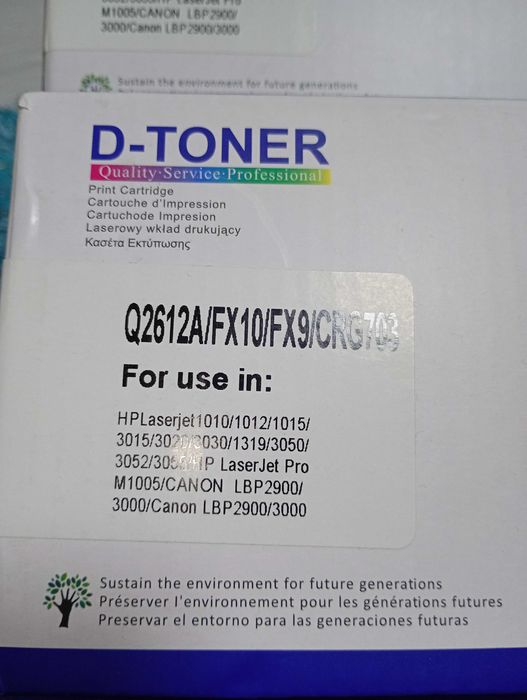 M1005/CANON LBP2900/
3000/Canon LBP2900/3000
Sustain the environment for future generations
D-TONER
Quality·Service·Professional
Print Cartridge
Cartouche d'Impression
Cartuchode Impresion
Laserowy wkład drukujący
Κασέτα Εκτύπωσης
Q2612A/FX10/FX9/CRG703
For use in:
HPLaserjet1010/1012/1015/
3015/3020/3030/1319/3050/
3052/3055/HP LaserJet Pro
M1005/CANON LBP2900/
3000/Canon LBP2900/3000
Sustain the environment for future generations
Préserver l'environnement pour les générations futures
Preservar el entorno para las generaciones futuras